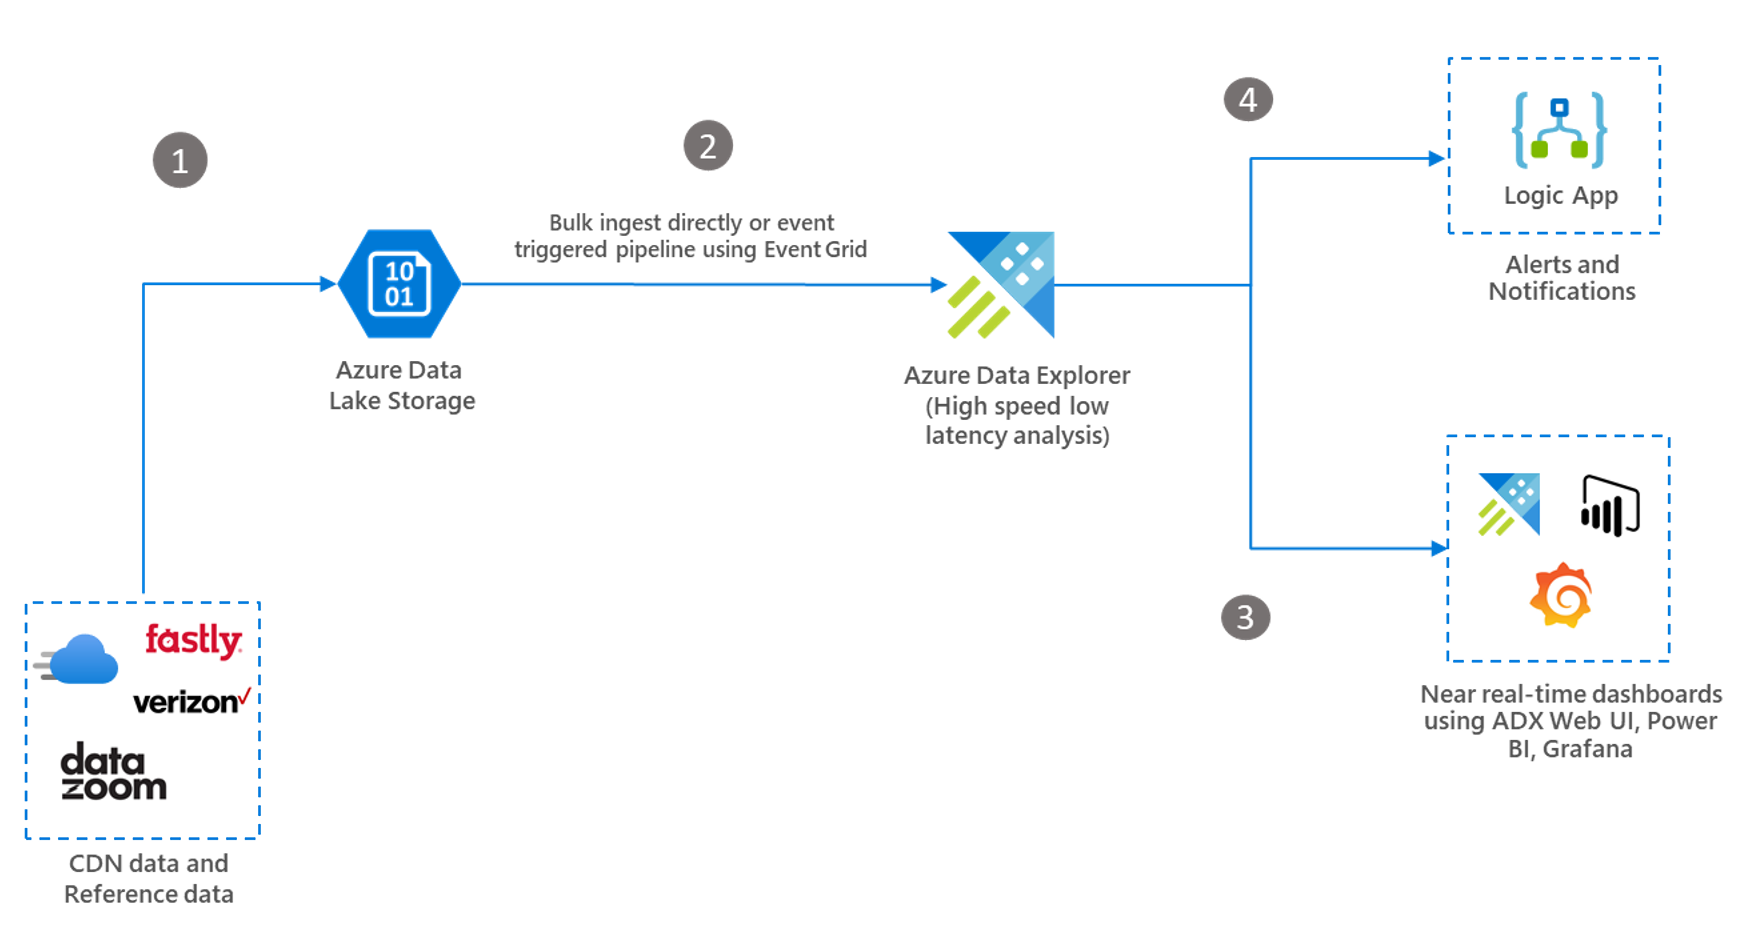 1
2
4
3
Bulk ingest directly or event
triggered pipeline using Event Grid
10
01
Azure Data
Lake Storage
Azure Data Explorer
(High speed low
latency analysis)
Logic App
Alerts and
Notifications
Near real-time dashboards
using ADX Web UI, Power
BI, Grafana
fastly
verizon
data
zoom
CDN data and
Reference data